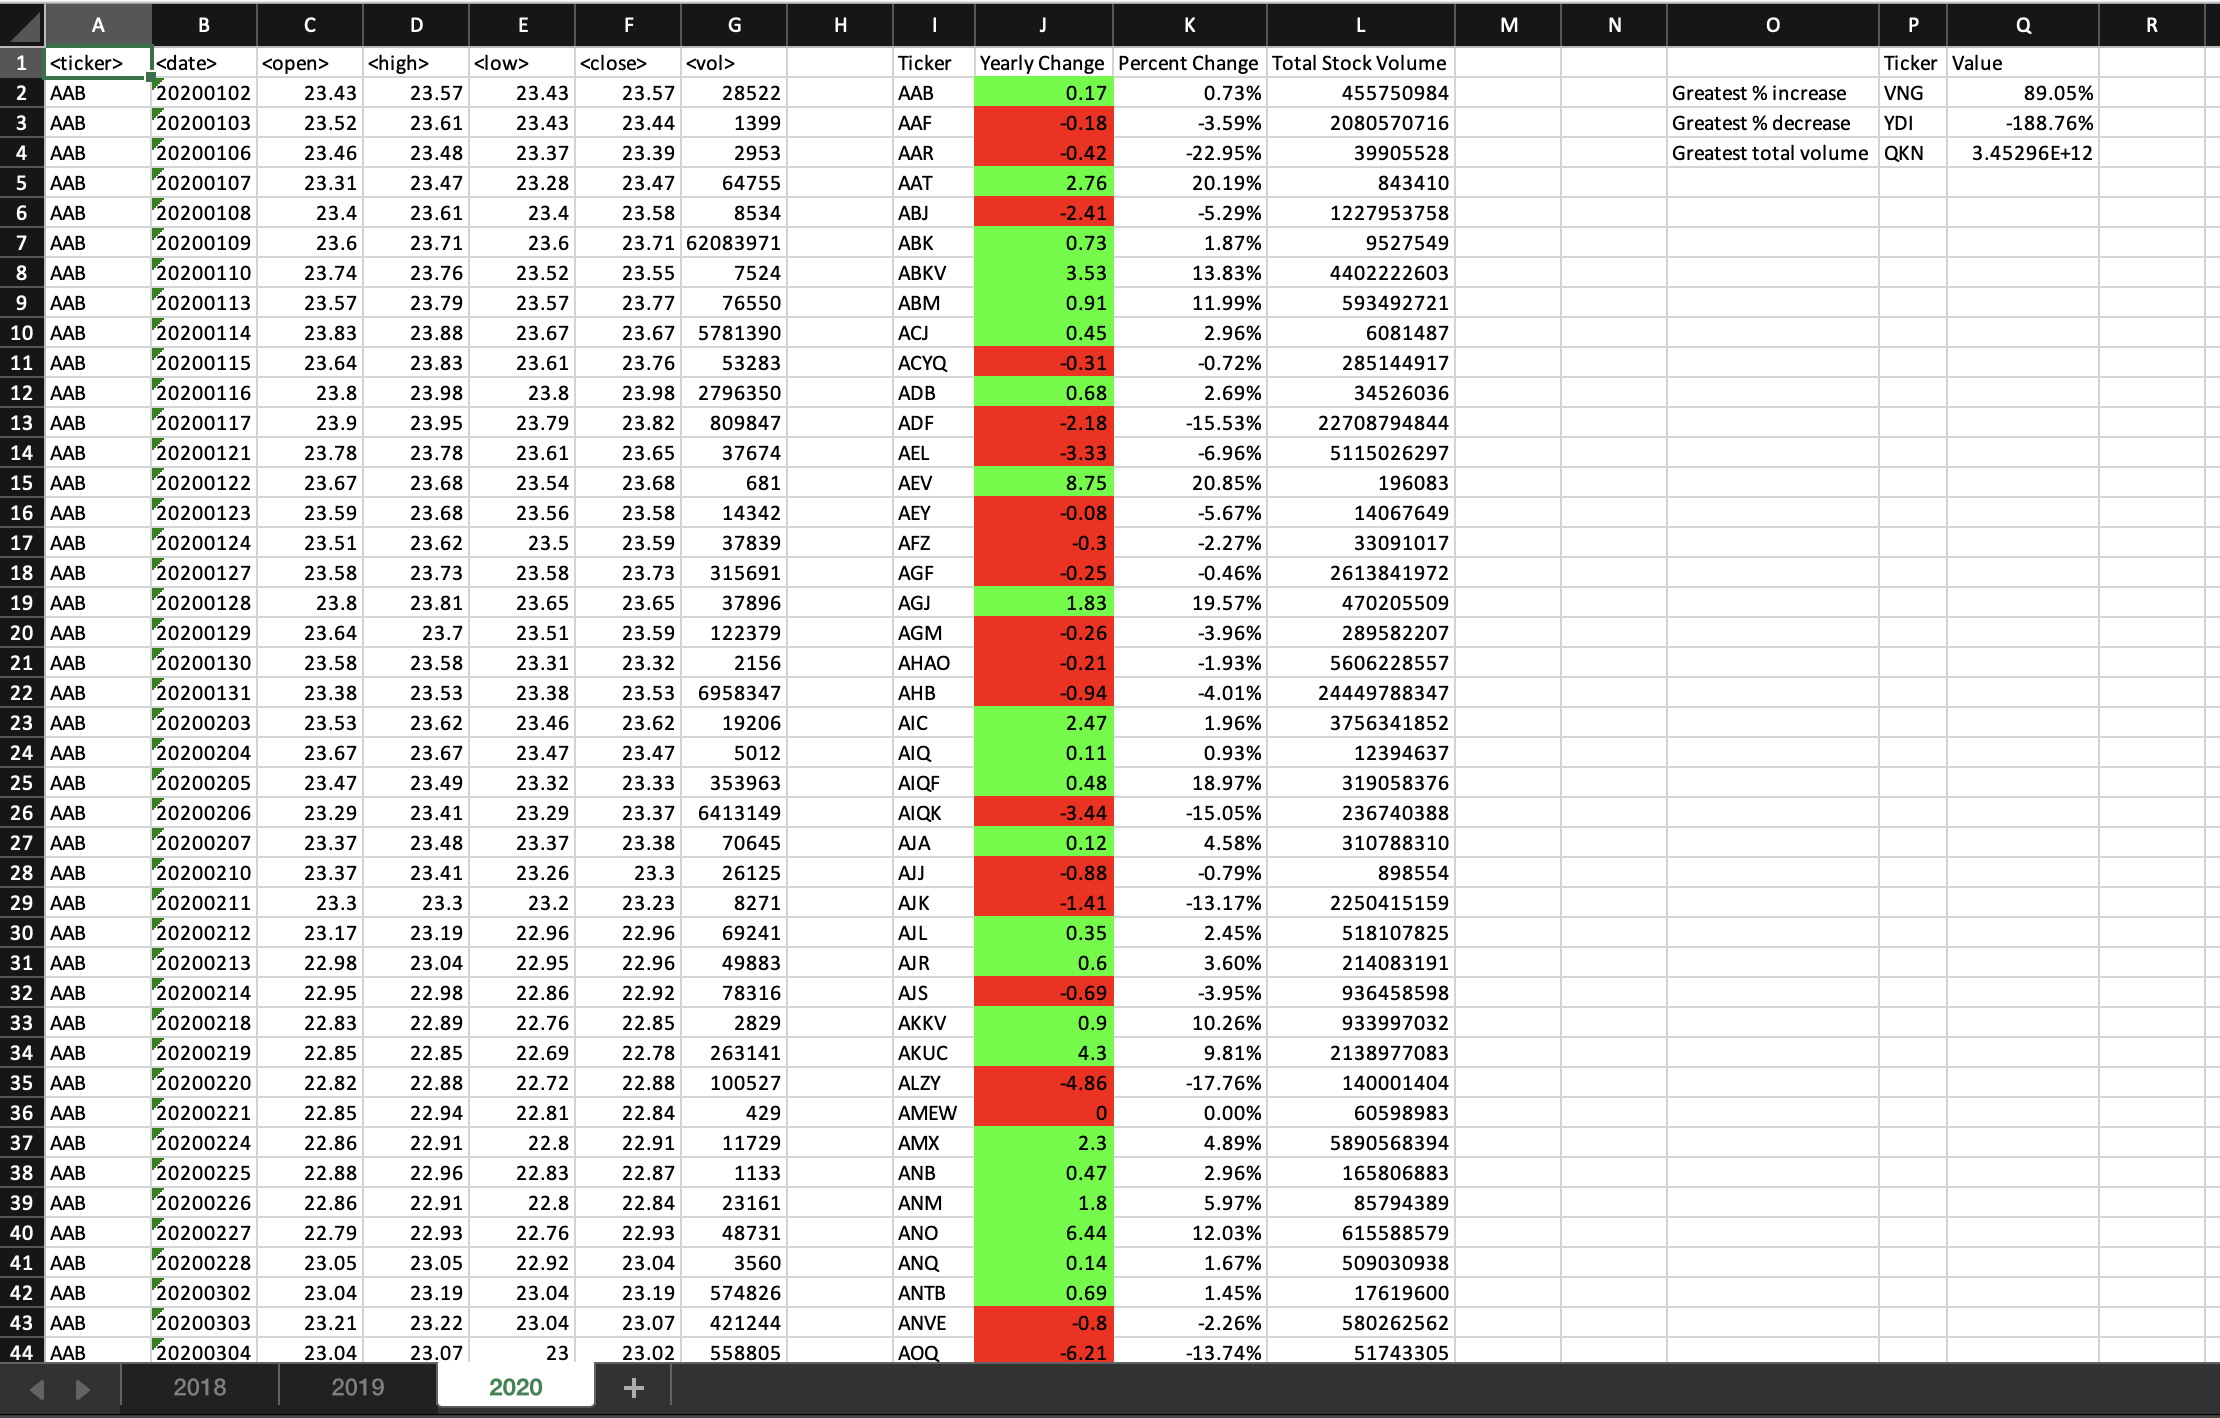 A B C D E F G H I J K L M N O P Q R
1 <ticker> <date> <open> <high> <low> <close> <vol> Ticker Yearly Change Percent Change Total Stock Volume Ticker Value
2 AAB 20200102 23.43 23.57 23.43 23.57 28522 AAB 0.17 0.73% 455750984 Greatest % increase VNG 89.05%
3 AAB 20200103 23.52 23.61 23.43 23.44 1399 AAF -0.18 -3.59% 2080570716 Greatest % decrease YDI -188.76%
4 AAB 20200106 23.46 23.48 23.37 23.39 2953 AAR -0.42 -22.95% 39905528 Greatest total volume QKN 3.45296E+12
5 AAB 20200107 23.31 23.47 23.28 23.47 64755 AAT 2.76 20.19% 843410
6 AAB 20200108 23.4 23.61 23.4 23.58 8534 ABJ -2.41 -5.29% 1227953758
7 AAB 20200109 23.6 23.71 23.6 23.71 62083971 ABK 0.73 1.87% 9527549
8 AAB 20200110 23.74 23.76 23.52 23.55 7524 ABKV 3.53 13.83% 4402222603
9 AAB 20200113 23.57 23.79 23.57 23.77 76550 ABM 0.91 11.99% 593492721
10 AAB 20200114 23.83 23.88 23.67 23.67 5781390 ACJ 0.45 2.96% 6081487
11 AAB 20200115 23.64 23.83 23.61 23.76 53283 ACYQ -0.31 -0.72% 285144917
12 AAB 20200116 23.8 23.98 23.8 23.98 2796350 ADB 0.68 2.69% 34526036
13 AAB 20200117 23.9 23.95 23.79 23.82 809847 ADF -2.18 -15.53% 22708794844
14 AAB 20200121 23.78 23.78 23.61 23.65 37674 AEL -3.33 -6.96% 5115026297
15 AAB 20200122 23.67 23.68 23.54 23.68 681 AEV 8.75 20.85% 196083
16 AAB 20200123 23.59 23.68 23.56 23.58 14342 AEY -0.08 -5.67% 14067649
17 AAB 20200124 23.51 23.62 23.5 23.59 37839 AFZ -0.3 -2.27% 33091017
18 AAB 20200127 23.58 23.73 23.58 23.73 315691 AGF -0.25 -0.46% 2613841972
19 AAB 20200128 23.8 23.81 23.65 23.65 37896 AGJ 1.83 19.57% 470205509
20 AAB 20200129 23.64 23.7 23.51 23.59 122379 AGM -0.26 -3.96% 289582207
21 AAB 20200130 23.58 23.58 23.31 23.32 2156 AHAO -0.21 -1.93% 5606228557
22 AAB 20200131 23.38 23.53 23.38 23.53 6958347 AHB -0.94 -4.01% 24449788347
23 AAB 20200203 23.53 23.62 23.46 23.62 19206 AIC 2.47 1.96% 3756341852
24 AAB 20200204 23.67 23.67 23.47 23.47 5012 AIQ 0.11 0.93% 12394637
25 AAB 20200205 23.47 23.49 23.32 23.33 353963 AIQF 0.48 18.97% 319058376
26 AAB 20200206 23.29 23.41 23.29 23.37 6413149 AIQK -3.44 -15.05% 236740388
27 AAB 20200207 23.37 23.48 23.37 23.38 70645 AJA 0.12 4.58% 310788310
28 AAB 20200210 23.37 23.41 23.26 23.3 26125 AJJ -0.88 -0.79% 898554
29 AAB 20200211 23.3 23.3 23.2 23.23 8271 AJK -1.41 -13.17% 2250415159
30 AAB 20200212 23.17 23.19 22.96 22.96 69241 AJL 0.35 2.45% 518107825
31 AAB 20200213 22.98 23.04 22.95 22.96 49883 AJR 0.6 3.60% 214083191
32 AAB 20200214 22.95 22.98 22.86 22.92 78316 AJS -0.69 -3.95% 936458598
33 AAB 20200218 22.83 22.89 22.76 22.85 2829 AKKV 0.9 10.26% 933997032
34 AAB 20200219 22.85 22.85 22.69 22.78 263141 AKUC 4.3 9.81% 2138977083
35 AAB 20200220 22.82 22.88 22.72 22.88 100527 ALZY -4.86 -17.76% 140001404
36 AAB 20200221 22.85 22.94 22.81 22.84 429 AMEW 0 0.00% 60598983
37 AAB 20200224 22.86 22.91 22.8 22.91 11729 AMX 2.3 4.89% 5890568394
38 AAB 20200225 22.88 22.96 22.83 22.87 1133 ANB 0.47 2.96% 165806883
39 AAB 20200226 22.86 22.91 22.8 22.84 23161 ANM 1.8 5.97% 85794389
40 AAB 20200227 22.79 22.93 22.76 22.93 48731 ANO 6.44 12.03% 615588579
41 AAB 20200228 23.05 23.05 22.92 23.04 3560 ANQ 0.14 1.67% 509030938
42 AAB 20200302 23.04 23.19 23.04 23.19 574826 ANTB 0.69 1.45% 17619600
43 AAB 20200303 23.21 23.22 23.04 23.07 421244 ANVE -0.8 -2.26% 580262562
44 AAB 20200304 23.04 23.07 23 23.02 558805 AOQ -6.21 -13.74% 51743305
2018 2019 2020 +